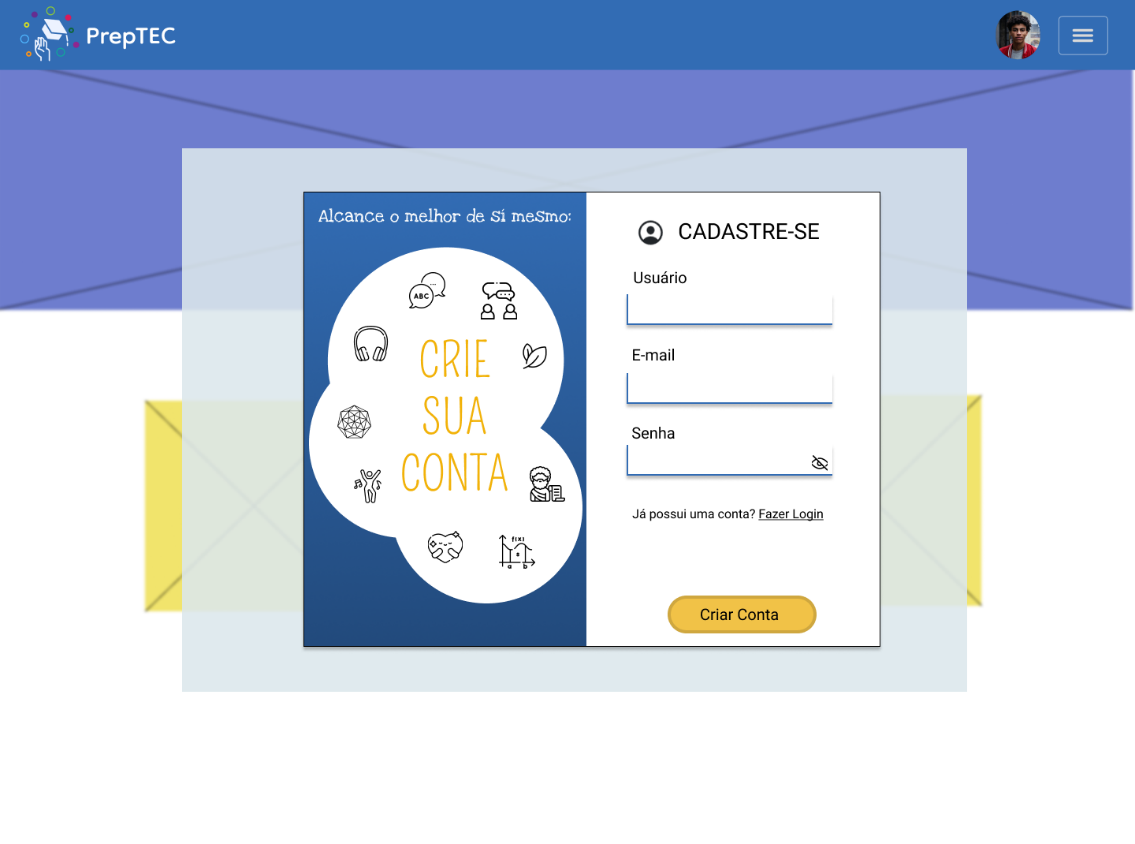 PrepTEC
Alcance o melhor de si mesmo:
ABC
CRIE
SUA
CONTA
f(x)
a b
CADASTRE-SE
Usuário
E-mail
Senha
Já possui uma conta? Fazer Login
Criar Conta